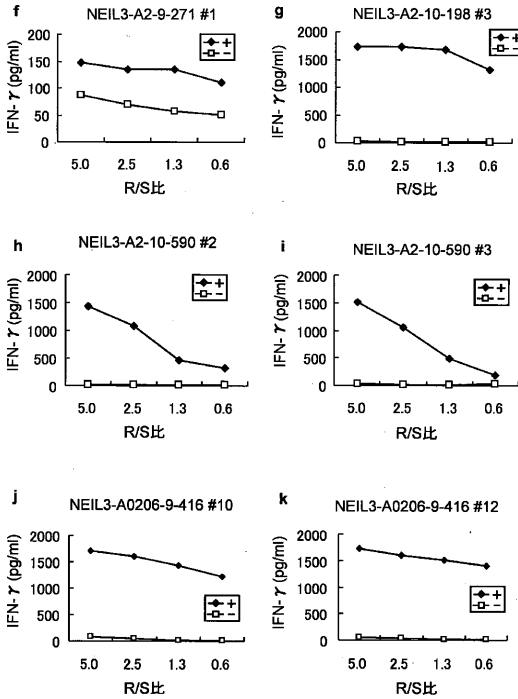 f
NEIL3-A2-9-271 #1
IFN-γ (pg/ml)
200
150
100
50
0
+
−
5.0 2.5 1.3 0.6
R/S比
g
NEIL3-A2-10-198 #3
IFN-γ (pg/ml)
2000
1500
1000
500
0
+
−
5.0 2.5 1.3 0.6
R/S比
h
NEIL3-A2-10-590 #2
IFN-γ (pg/ml)
2000
1500
1000
500
0
+
−
5.0 2.5 1.3 0.6
R/S比
i
NEIL3-A2-10-590 #3
IFN-γ (pg/ml)
2000
1500
1000
500
0
+
−
5.0 2.5 1.3 0.6
R/S比
j
NEIL3-A0206-9-416 #10
IFN-γ (pg/ml)
2000
1500
1000
500
0
+
−
5.0 2.5 1.3 0.6
R/S比
k
NEIL3-A0206-9-416 #12
IFN-γ (pg/ml)
2000
1500
1000
500
0
+
−
5.0 2.5 1.3 0.6
R/S比